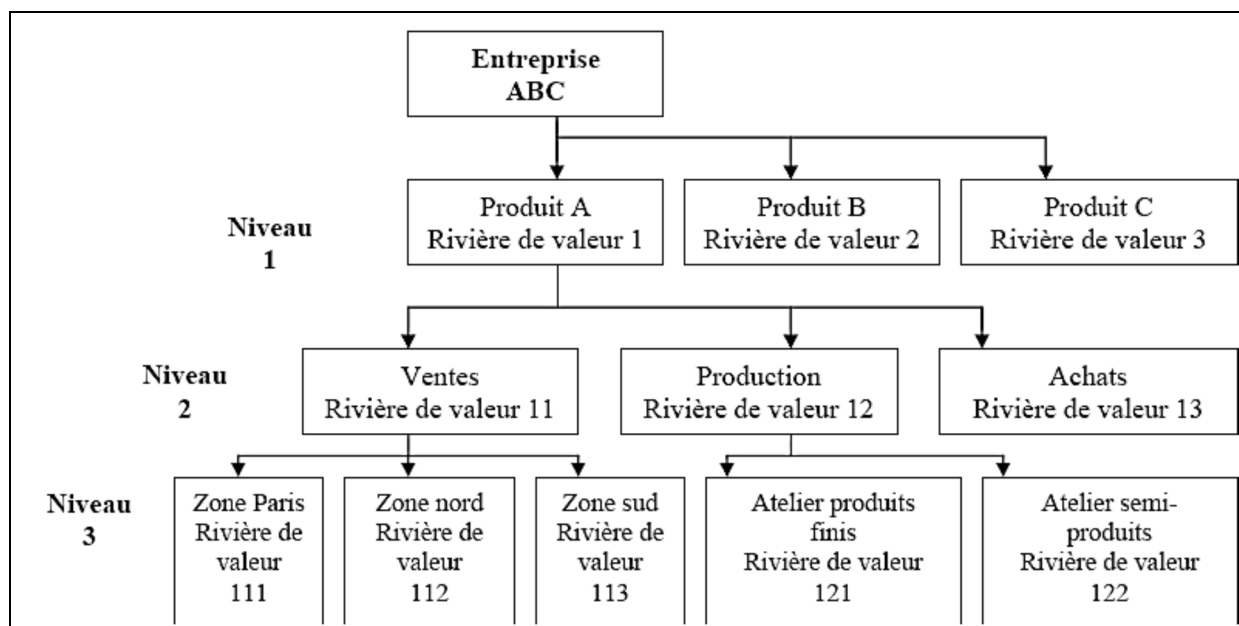 Entreprise
ABC
Niveau
1
Produit A
Rivière de valeur 1
Produit B
Rivière de valeur 2
Produit C
Rivière de valeur 3
Niveau
2
Ventes
Rivière de valeur 11
Production
Rivière de valeur 12
Achats
Rivière de valeur 13
Niveau
3
Zone Paris
Rivière de
valeur
111
Zone nord
Rivière de
valeur
112
Zone sud
Rivière de
valeur
113
Atelier produits
finis
Rivière de valeur
121
Atelier semi-
produits
Rivière de valeur
122